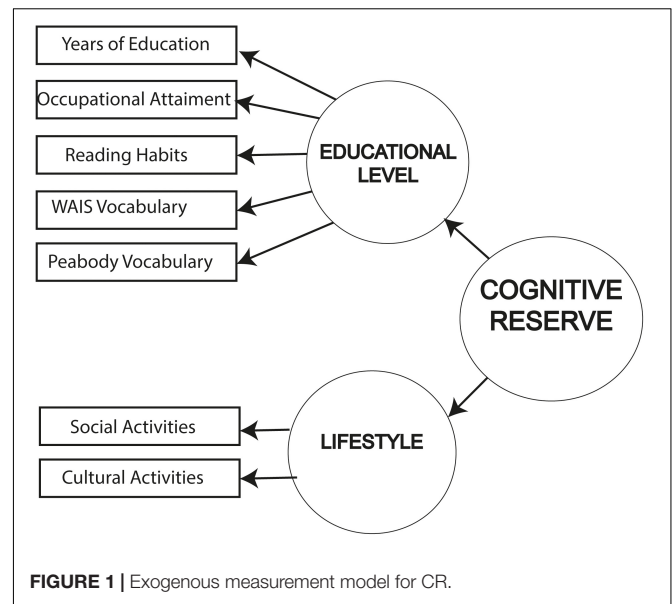 Years of Education
Occupational Attaiment
Reading Habits
WAIS Vocabulary
Peabody Vocabulary
EDUCATIONAL
LEVEL
COGNITIVE
RESERVE
Social Activities
Cultural Activities
LIFESTYLE
FIGURE 1 | Exogenous measurement model for CR.